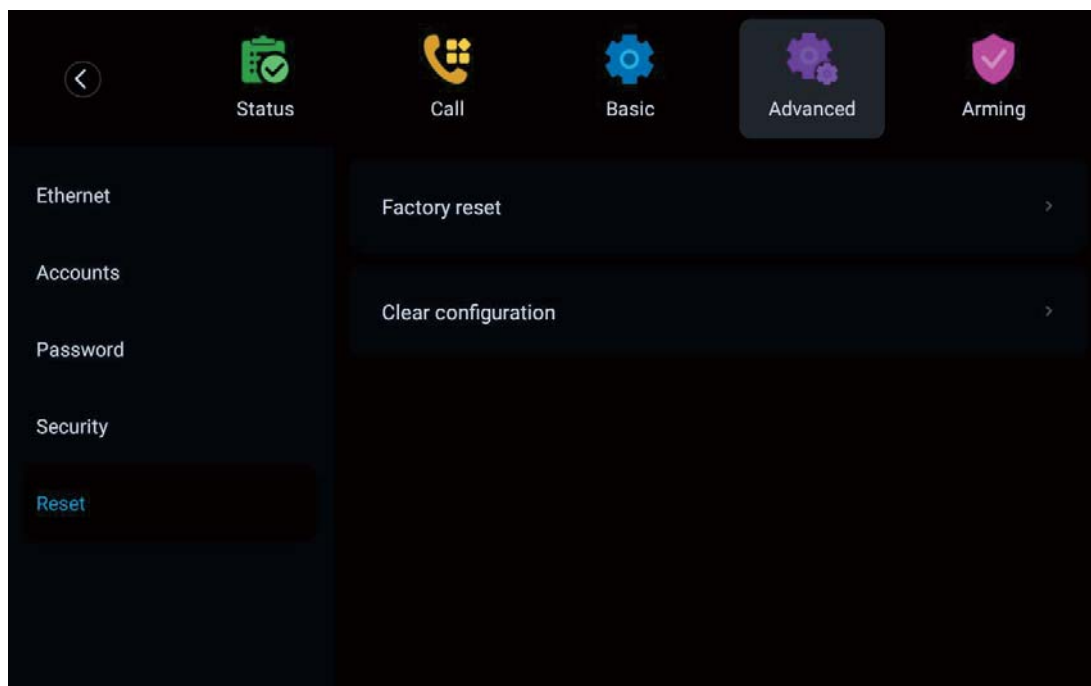 Status
Call
Basic
Advanced
Arming
Ethernet
Accounts
Password
Security
Reset
Factory reset
Clear configuration